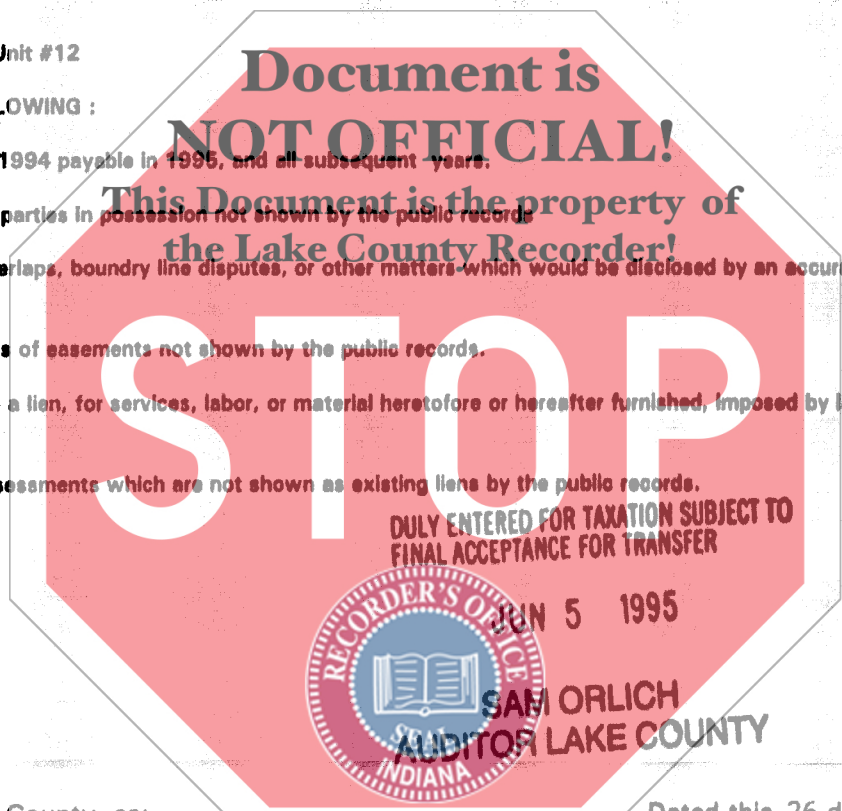 Unit #12
Document is
LOWING :
NOT OFFICIAL!
1994 payable in 1995, and all subsequent years.
This Document is the property of
parties in possession not shown by the public records
the Lake County Recorder!
erlaps, boundry line disputes, or other matters which would be disclosed by an accur
STOP
s of easements not shown by the public records.
a lien, for services, labor, or material heretofore or hereafter furnished, imposed by l
sessments which are not shown as existing liens by the public records.
DULY ENTERED FOR TAXATION SUBJECT TO
FINAL ACCEPTANCE FOR TRANSFER
JUN 5 1995
RECORDER'S OFFICE
SEAL
INDIANA
SAM ORLICH
AUDITOR LAKE COUNTY
County, ss:
Dated this 26 d